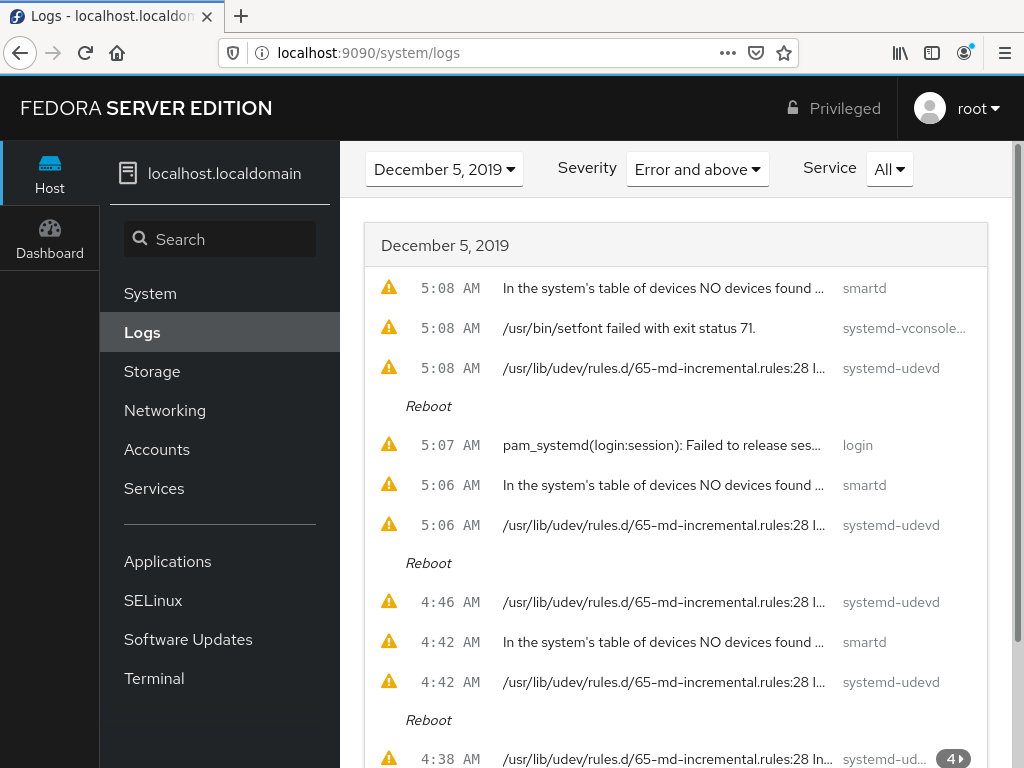 Logs - localhost.localdon
localhost:9090/system/logs
FEDORA SERVER EDITION
Privileged
root
Host
Dashboard
localhost.localdomain
Search
System
Logs
Storage
Networking
Accounts
Services
Applications
SELinux
Software Updates
Terminal
December 5, 2019 Severity Error and above Service All
December 5, 2019
5:08 AM In the system's table of devices NO devices found ... smartd
5:08 AM /usr/bin/setfont failed with exit status 71. systemd-vconsole...
5:08 AM /usr/lib/udev/rules.d/65-md-incremental.rules:28 I... systemd-udevd
Reboot
5:07 AM pam_systemd(login:session): Failed to release ses... login
5:06 AM In the system's table of devices NO devices found ... smartd
5:06 AM /usr/lib/udev/rules.d/65-md-incremental.rules:28 I... systemd-udevd
Reboot
4:46 AM /usr/lib/udev/rules.d/65-md-incremental.rules:28 I... systemd-udevd
4:42 AM In the system's table of devices NO devices found ... smartd
4:42 AM /usr/lib/udev/rules.d/65-md-incremental.rules:28 I... systemd-udevd
Reboot
4:38 AM /usr/lib/udev/rules.d/65-md-incremental.rules:28 In... systemd-ud... 4